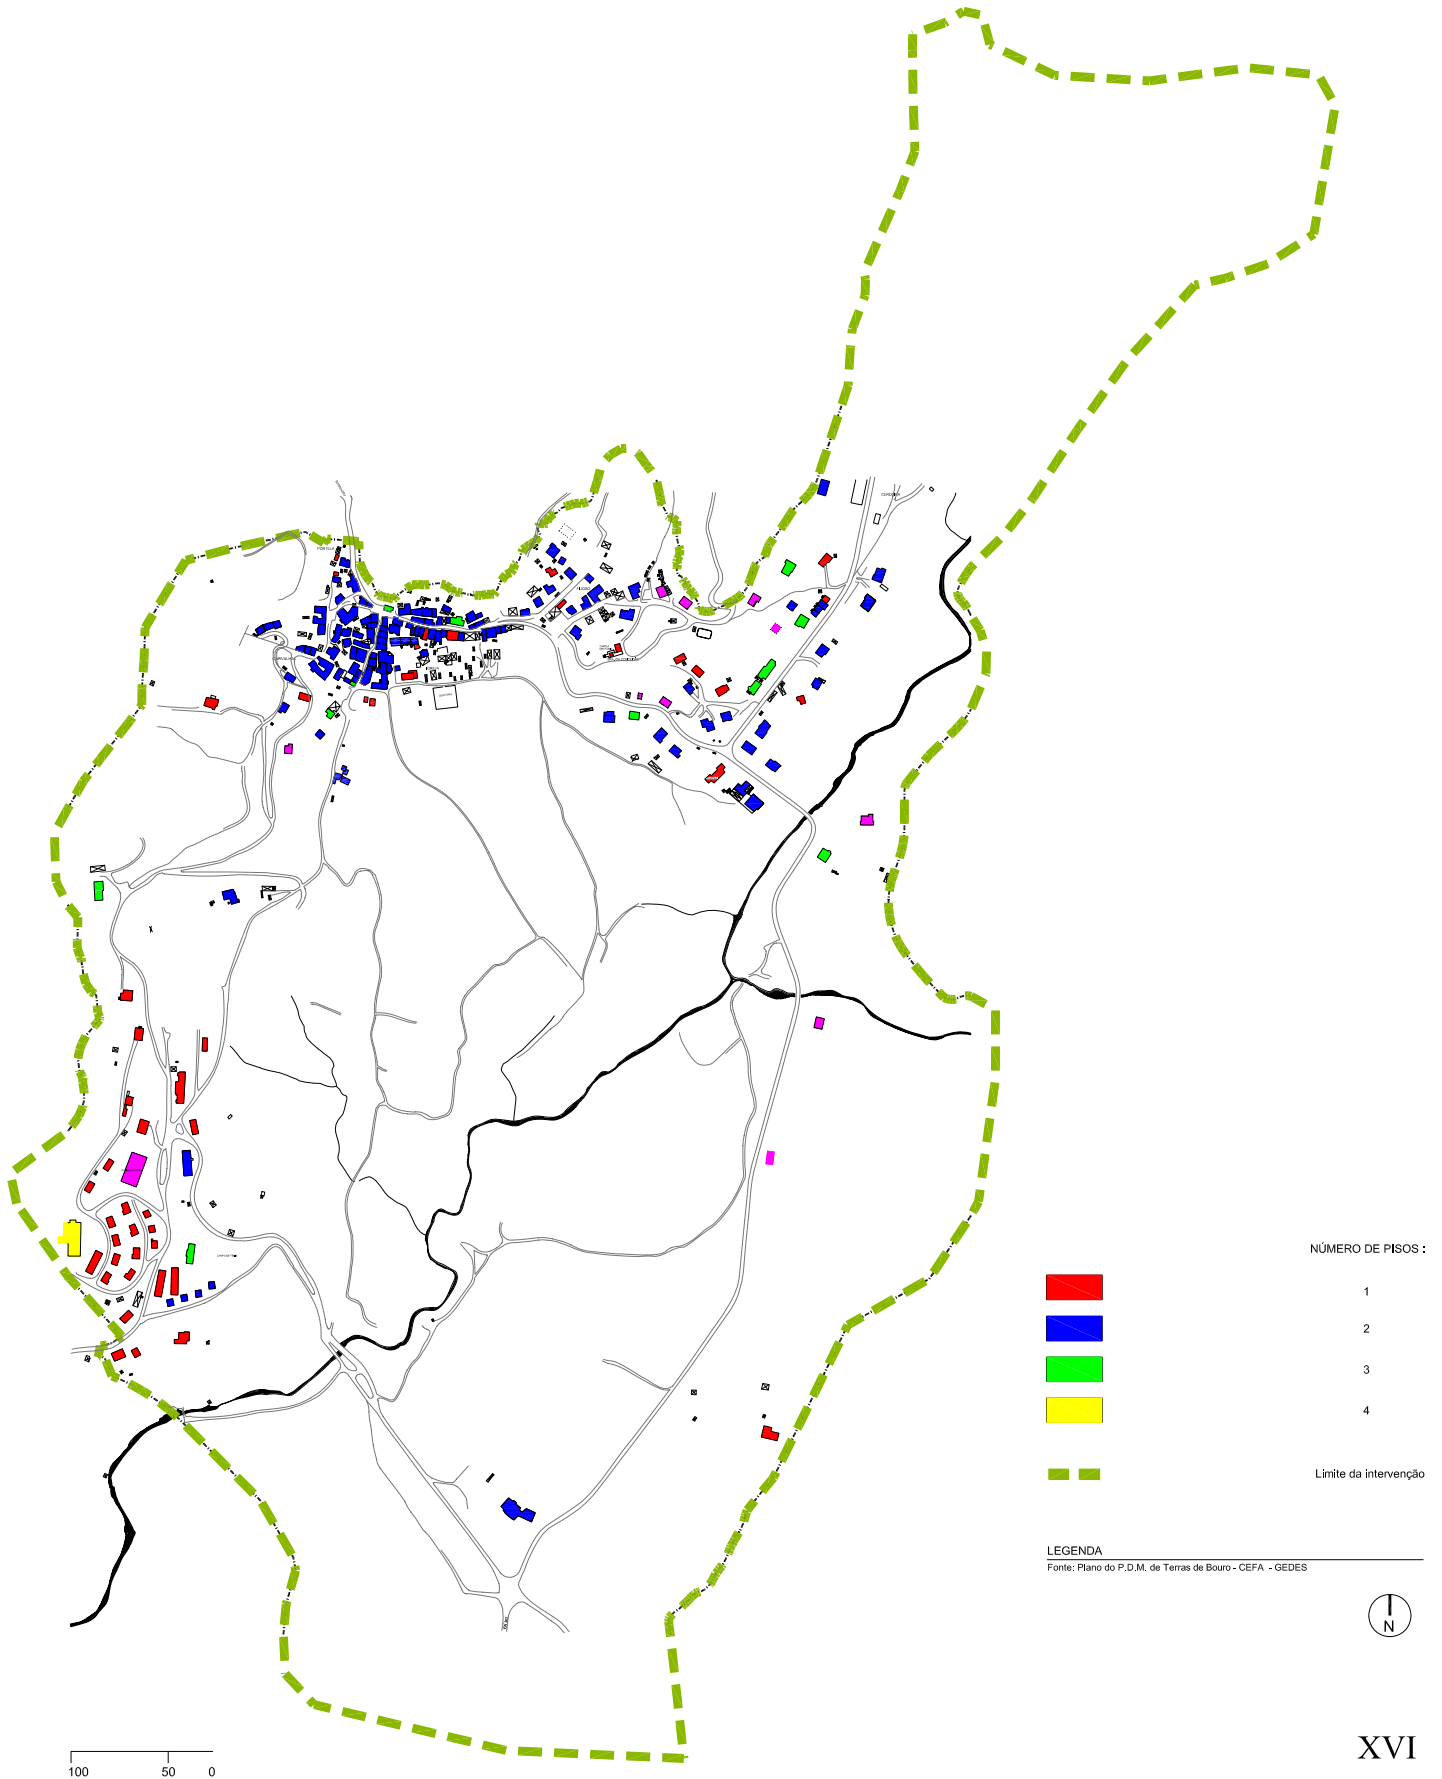 PORTELA
NÚMERO DE PISOS :
1
2
3
4
Limite da intervenção
LEGENDA
Fonte: Plano do P.D.M. de Terras de Bouro - CEFA - GEDES
N
XVI
100 50 0